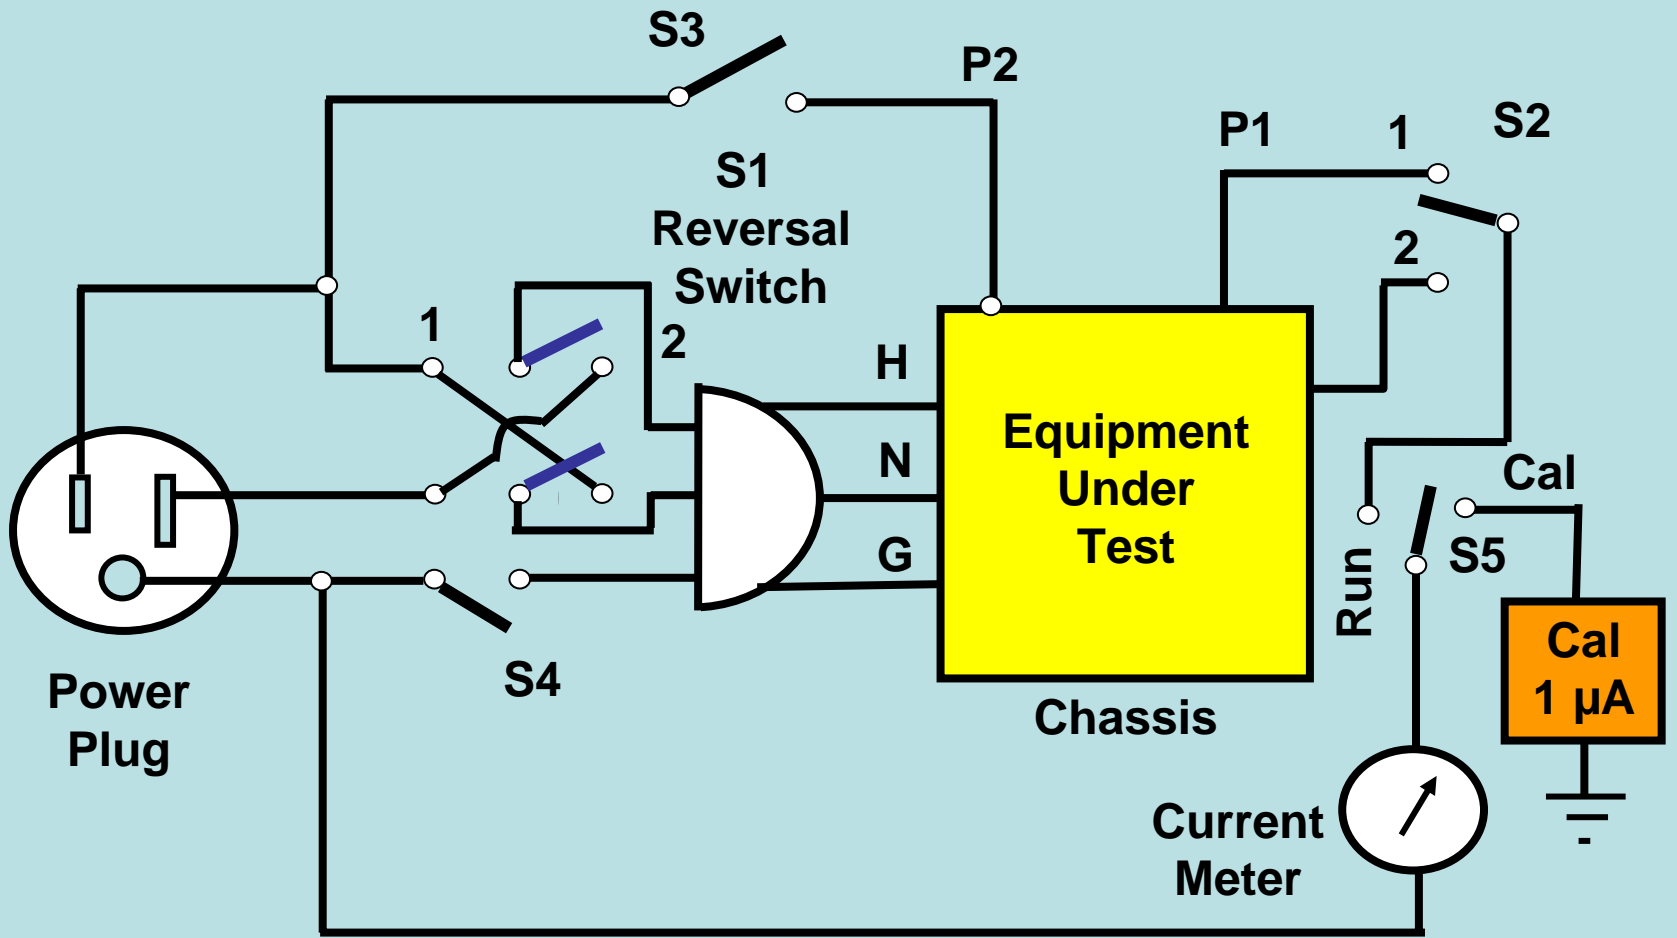 S3
P2
P1
1
S2
S1
Reversal
Switch
2
1
2
H
Equipment
Under
Test
N
G
Cal
S5
Run
Cal
1 µA
S4
Power
Plug
Chassis
Current
Meter